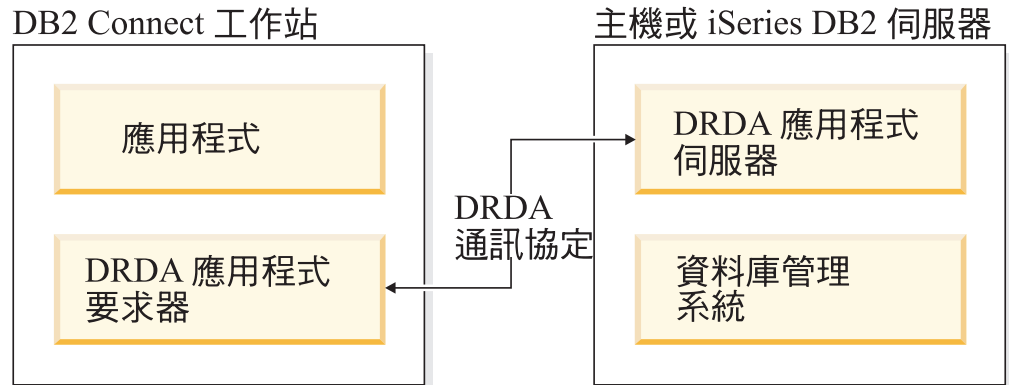 DB2 Connect 工作站
應用程式
DRDA 應用程式
要求器
DRDA
通訊協定
主機或 iSeries DB2 伺服器
DRDA 應用程式
伺服器
資料庫管理
系統